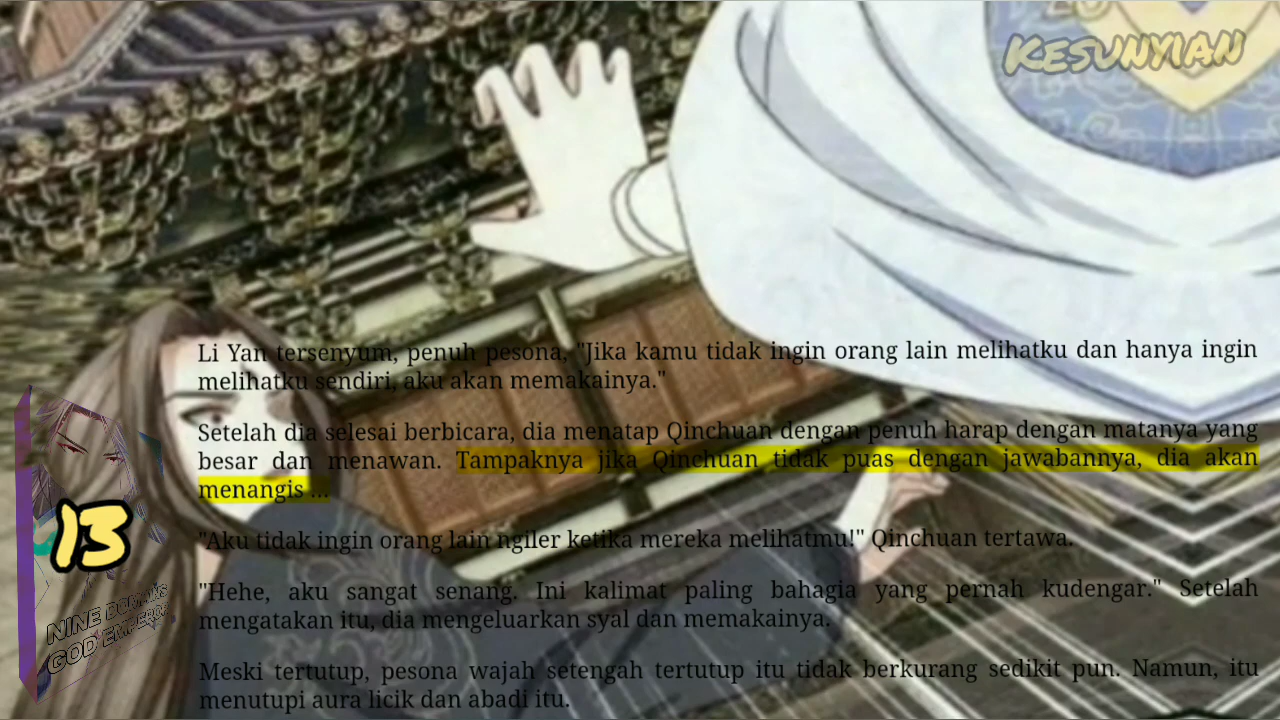 KESUNYIAN
Li Yan tersenyum, penuh pesona, "Jika kamu tidak ingin orang lain melihatku dan hanya ingin
melihatku sendiri, aku akan memakainya."
Setelah dia selesai berbicara, dia menatap Qinchuan dengan penuh harap dengan matanya yang
besar dan menawan. Tampaknya jika Qinchuan tidak puas dengan jawabannya, dia akan
menangis ...
"Aku tidak ingin orang lain ngiler ketika mereka melihatmu!" Qinchuan tertawa.
"Hehe, aku sangat senang. Ini kalimat paling bahagia yang pernah kudengar." Setelah
mengatakan itu, dia mengeluarkan syal dan memakainya.
Meski tertutup, pesona wajah setengah tertutup itu tidak berkurang sedikit pun. Namun, itu
menutupi aura licik dan abadi itu.
13
NINE DOMAINS
GOD EMPEROR